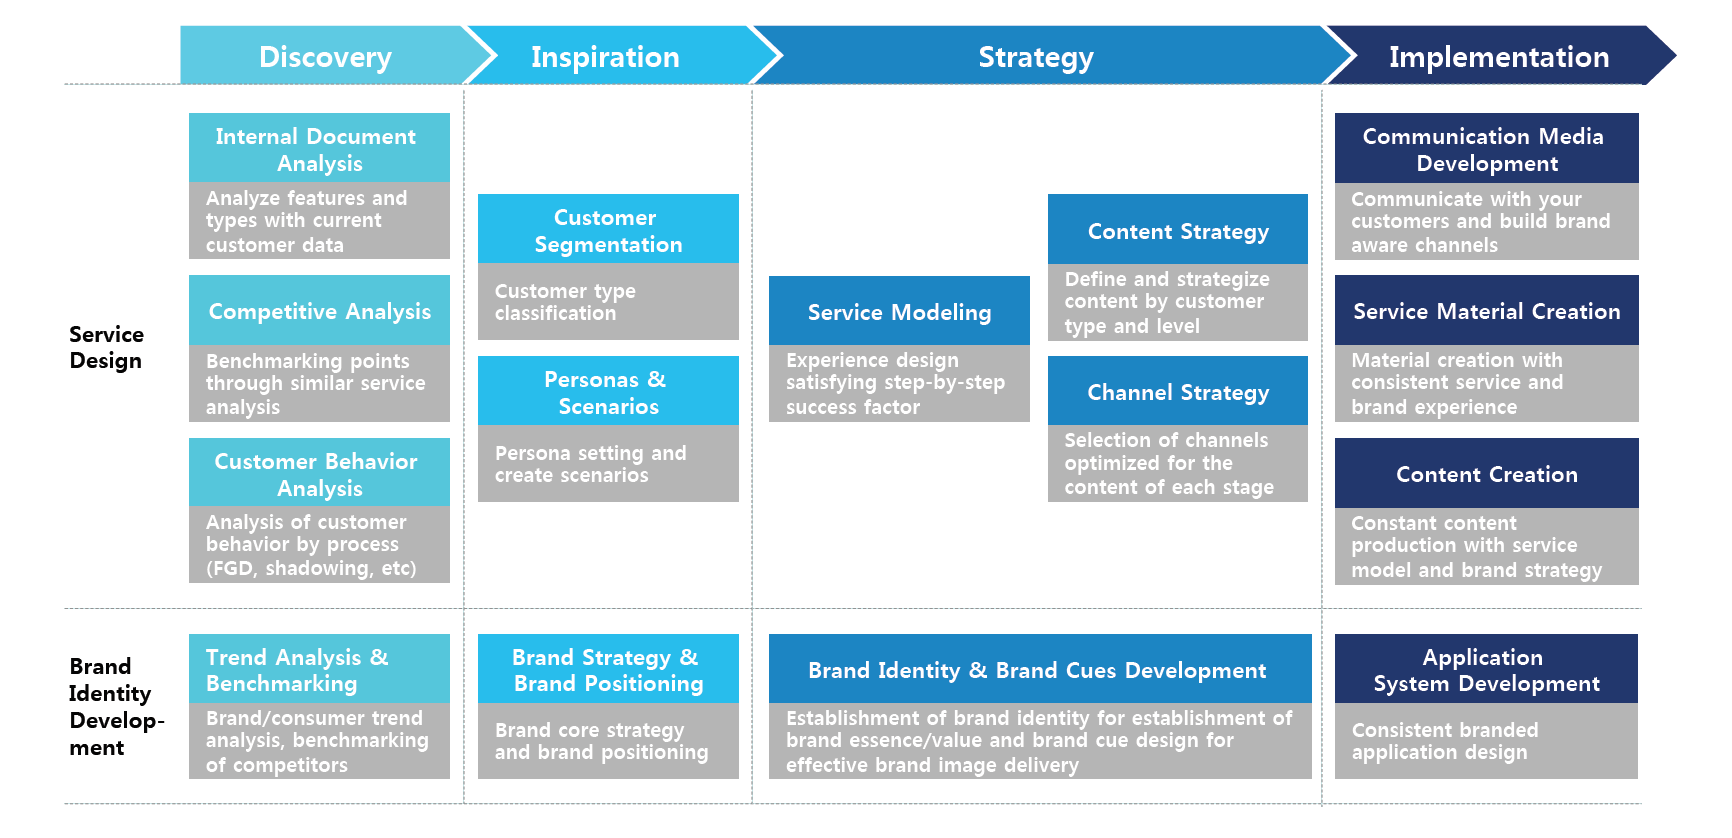 Discovery
Inspiration
Strategy
Implementation
Service
Design
Internal Document
Analysis
Analyze features and
types with current
customer data
Competitive Analysis
Benchmarking points
through similar service
analysis
Customer Behavior
Analysis
Analysis of customer
behavior by process
(FGD, shadowing, etc)
Customer
Segmentation
Customer type
classification
Personas &
Scenarios
Persona setting and
create scenarios
Service Modeling
Experience design
satisfying step-by-step
success factor
Content Strategy
Define and strategize
content by customer
type and level
Channel Strategy
Selection of channels
optimized for the
content of each stage
Communication Media
Development
Communicate with your
customers and build brand
aware channels
Service Material Creation
Material creation with
consistent service and
brand experience
Content Creation
Constant content
production with service
model and brand strategy
Brand
Identity
Develop-
ment
Trend Analysis &
Benchmarking
Brand/consumer trend
analysis, benchmarking
of competitors
Brand Strategy &
Brand Positioning
Brand core strategy
and brand positioning
Brand Identity & Brand Cues Development
Establishment of brand identity for establishment of
brand essence/value and brand cue design for
effective brand image delivery
Application
System Development
Consistent branded
application design